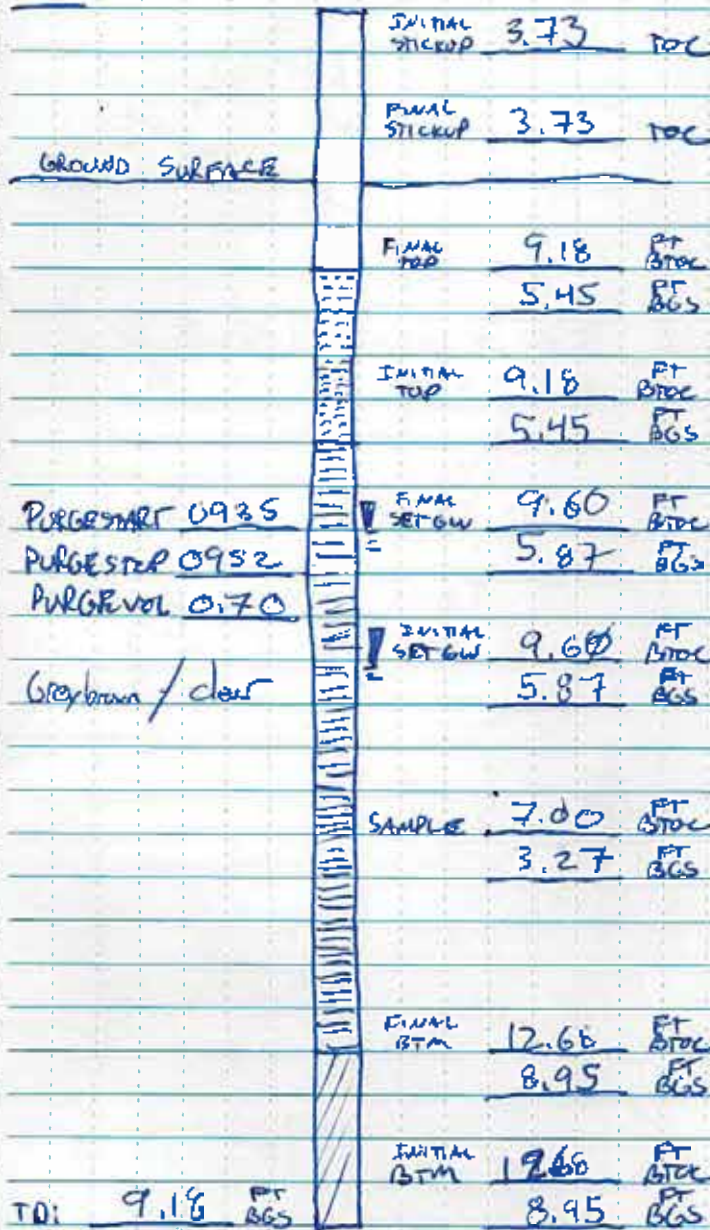 INITIAL STICKUP 3.73 TOC
FINAL STICKUP 3.73 TOC
GROUND SURFACE
FINAL TOP 9.18 FT BTOC
5.45 FT BGS
INITIAL TOP 9.18 FT BTOC
5.45 FT BGS
PURGESTART 0935
FINAL SET GW 9.60 FT BTOC
PURGESTOP 0952
5.87 FT BGS
PURGEVOL 0.70
INITIAL SET GW 9.60 FT BTOC
Greybrown / clear
5.87 FT BGS
SAMPLE 7.00 FT BTOC
3.27 FT BGS
FINAL BTM 12.68 FT BTOC
8.95 FT BGS
INITIAL BTM FT BTOC
TD: 9.18 FT BGS
8.95 FT BGS